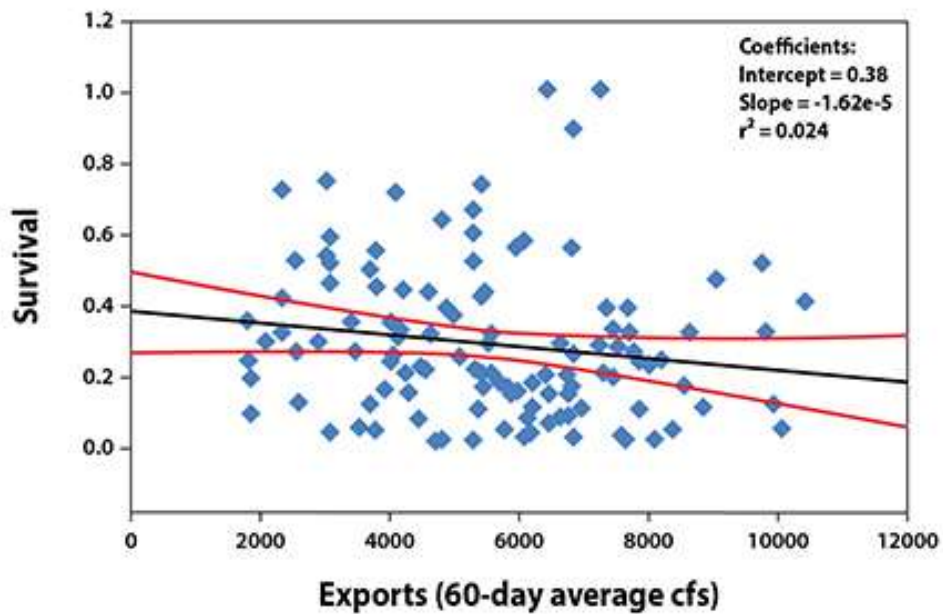 1.2
1.0
0.8
0.6
0.4
0.2
0.0
Survival
Coefficients:
Intercept = 0.38
Slope = -1.62e-5
r² = 0.024
0 2000 4000 6000 8000 10000 12000
Exports (60-day average cfs)